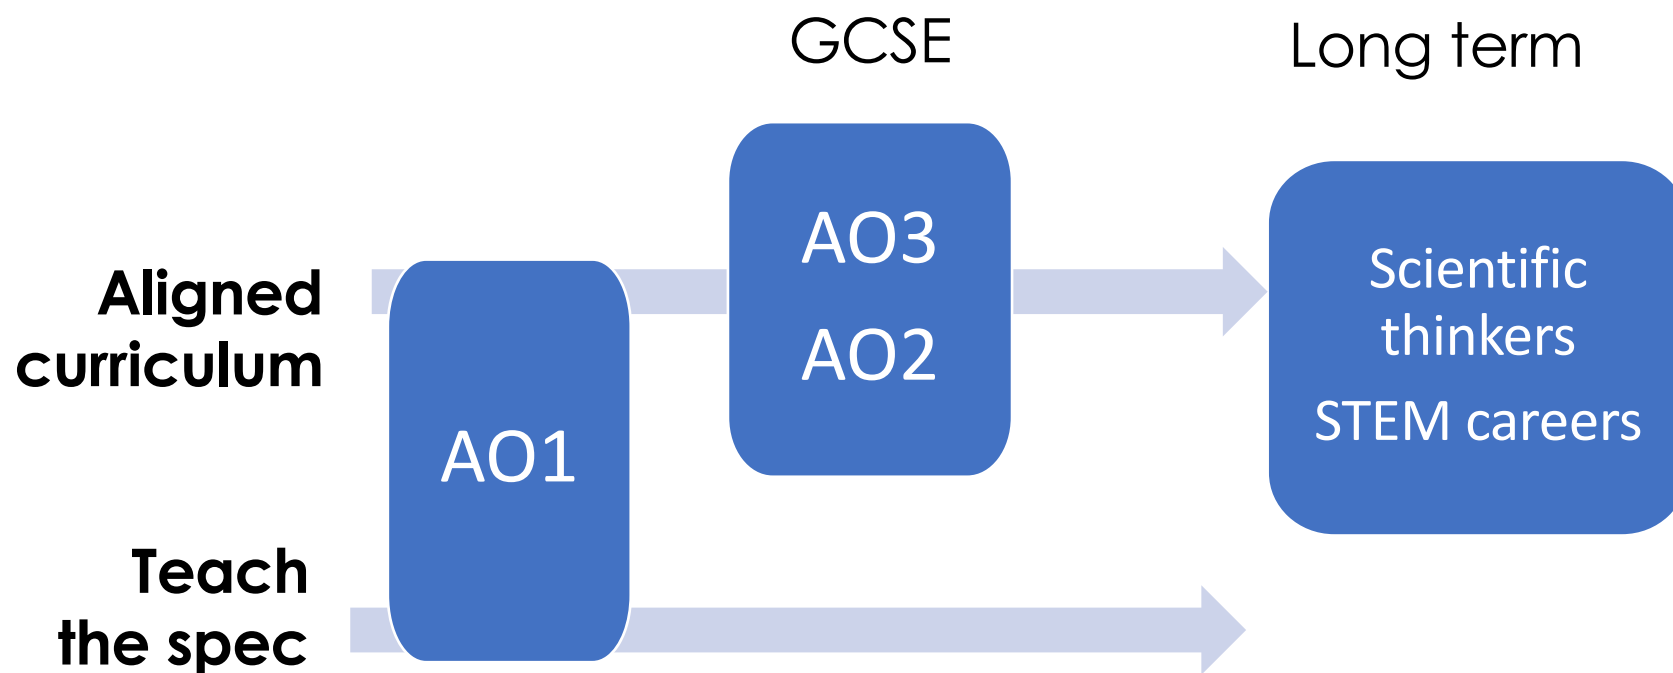 GCSE
Long term
Aligned
curriculum
AO1
AO3
AO2
Scientific
thinkers
STEM careers
Teach
the spec